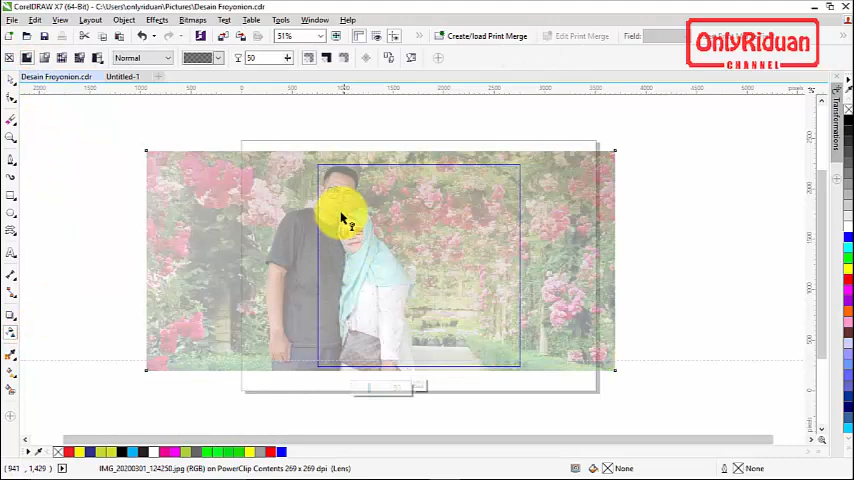 CorelDRAW X7 (64-Bit) - C:\Users\onlyriduan\Pictures\Desain Froyonion.cdr
File Edit View Layout Object Effects Bitmaps Text Table Tools Window Help
51% Create/load Print Merge Edit Print Merge Field:
OnlyRiduan
CHANNEL
Normal 50
Desain Froyonion.cdr Untitled-1
2000 1500 1000 500 0 500 1000 1500 2000 2500 3000 3500 4000 4500 5000 pixels
Transformations
50
(941 , 1,429 ) IMG_20200301_124250.jpg (RGB) on PowerClip Contents 269 x 269 dpi (Lens) None None